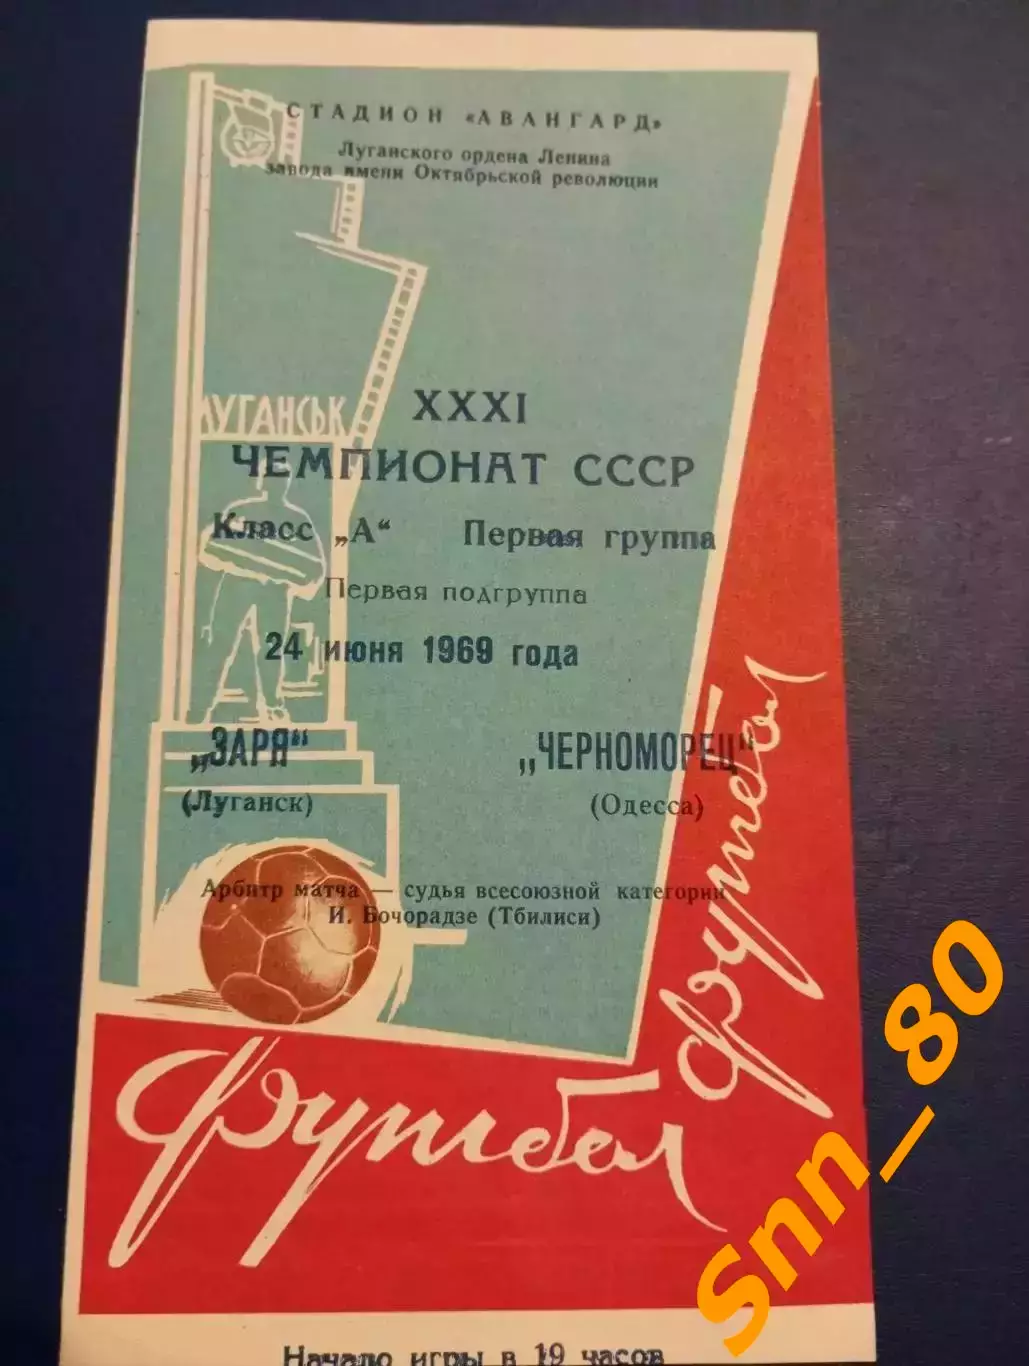 СТАДИОН «АВАНГАРД»
Луганского ордена Ленина
завода имени Октябрьской революции
ЛУГАНСЬК
XXXI
ЧЕМПИОНАТ СССР
Класс „А“ Первая группа
Первая подгруппа
24 июня 1969 года
„ЗАРЯ“ „ЧЕРНОМОРЕЦ“
(Луганск) (Одесса)
Арбитр матча — судья всесоюзной категории
И. Бочорадзе (Тбилиси)
Футбол
Футбол
Начало игры в 19 часов
Snn_80